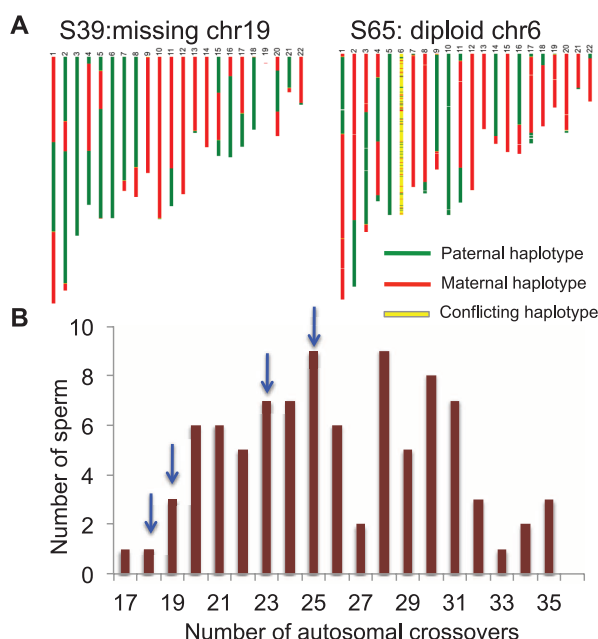 A
S39:missing chr19
S65: diploid chr6
1 2 3 4 5 6 7 8 9 10 11 12 13 14 15 16 17 18 19 20 21 22
1 2 3 4 5 6 7 8 9 10 11 12 13 14 15 16 17 18 19 20 21 22
Paternal haplotype
Maternal haplotype
Conflicting haplotype
B
Number of sperm
10
8
6
4
2
0
17 19 21 23 25 27 29 31 33 35
Number of autosomal crossovers